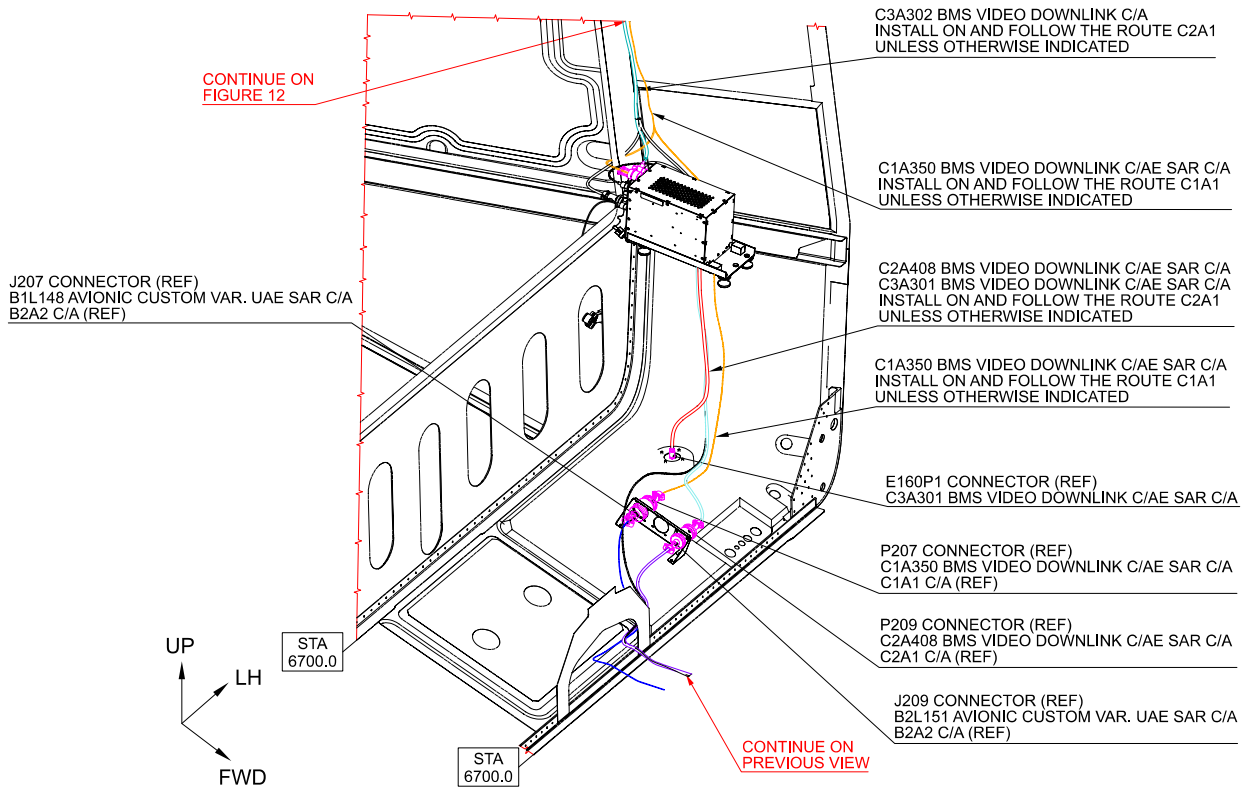 C3A302 BMS VIDEO DOWNLINK C/A
INSTALL ON AND FOLLOW THE ROUTE C2A1
UNLESS OTHERWISE INDICATED
CONTINUE ON
FIGURE 12
C1A350 BMS VIDEO DOWNLINK C/AE SAR C/A
INSTALL ON AND FOLLOW THE ROUTE C1A1
UNLESS OTHERWISE INDICATED
J207 CONNECTOR (REF)
B1L148 AVIONIC CUSTOM VAR. UAE SAR C/A
B2A2 C/A (REF)
C2A408 BMS VIDEO DOWNLINK C/AE SAR C/A
C3A301 BMS VIDEO DOWNLINK C/AE SAR C/A
INSTALL ON AND FOLLOW THE ROUTE C2A1
UNLESS OTHERWISE INDICATED
C1A350 BMS VIDEO DOWNLINK C/AE SAR C/A
INSTALL ON AND FOLLOW THE ROUTE C1A1
UNLESS OTHERWISE INDICATED
E160P1 CONNECTOR (REF)
C3A301 BMS VIDEO DOWNLINK C/AE SAR C/A
P207 CONNECTOR (REF)
C1A350 BMS VIDEO DOWNLINK C/AE SAR C/A
C1A1 C/A (REF)
P209 CONNECTOR (REF)
C2A408 BMS VIDEO DOWNLINK C/AE SAR C/A
C2A1 C/A (REF)
J209 CONNECTOR (REF)
B2L151 AVIONIC CUSTOM VAR. UAE SAR C/A
B2A2 C/A (REF)
UP
LH
FWD
STA
6700.0
STA
6700.0
CONTINUE ON
PREVIOUS VIEW